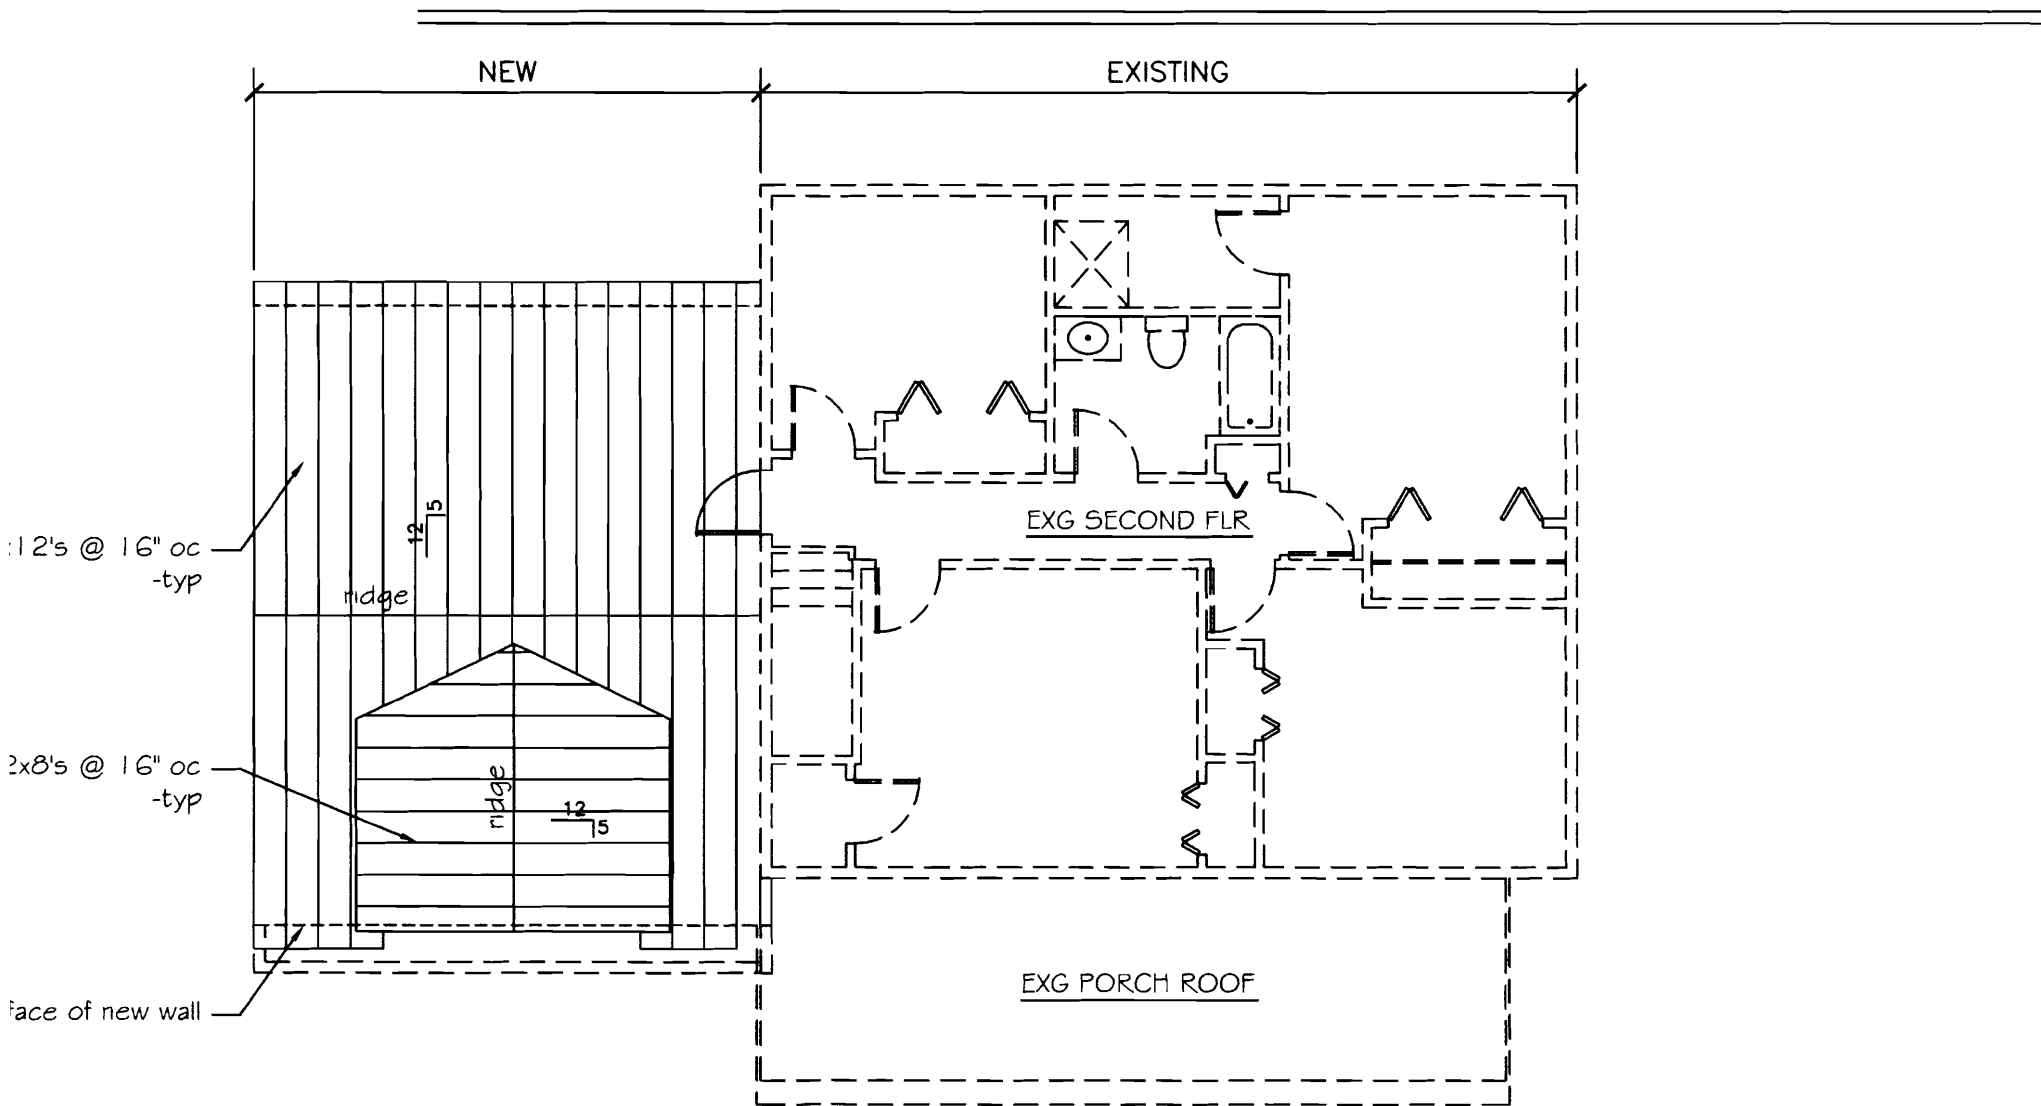 NEW
EXISTING
12
5
EXG SECOND FLR
12's @ 16" oc
-typ
ridge
2x8's @ 16" oc
-typ
ridge
12
5
EXG PORCH ROOF
face of new wall